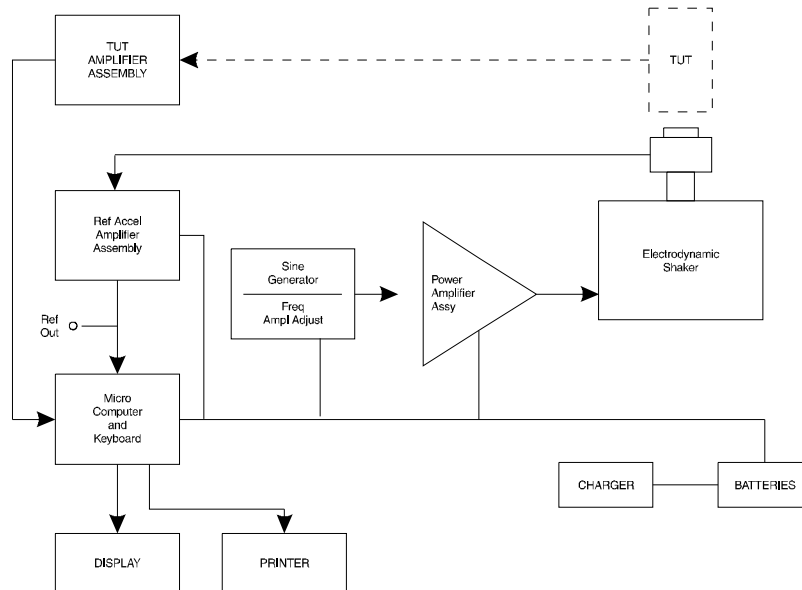 TUT
AMPLIFIER
ASSEMBLY
TUT
Ref Accel
Amplifier
Assembly
Sine
Generator
Freq
Ampl Adjust
Power
Amplifier
Assy
Electrodynamic
Shaker
Ref
Out
Micro
Computer
and
Keyboard
CHARGER
BATTERIES
DISPLAY
PRINTER